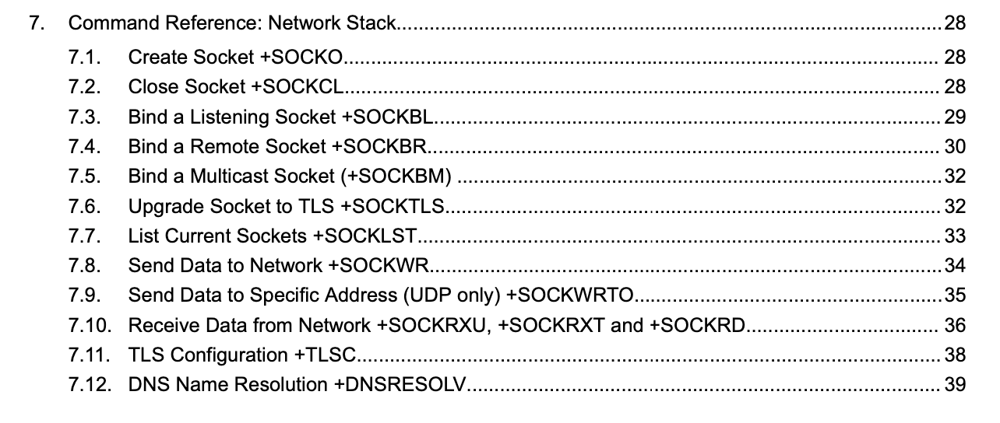 7. Command Reference: Network Stack..........28
7.1. Create Socket +SOCKO..........28
7.2. Close Socket +SOCKCL..........28
7.3. Bind a Listening Socket +SOCKBL..........29
7.4. Bind a Remote Socket +SOCKBR..........30
7.5. Bind a Multicast Socket (+SOCKBM) ..........32
7.6. Upgrade Socket to TLS +SOCKTLS..........32
7.7. List Current Sockets +SOCKLST..........33
7.8. Send Data to Network +SOCKWR..........34
7.9. Send Data to Specific Address (UDP only) +SOCKWRTO..........35
7.10. Receive Data from Network +SOCKRXU, +SOCKRXT and +SOCKRD..........36
7.11. TLS Configuration +TLSC..........38
7.12. DNS Name Resolution +DNSRESOLV..........39